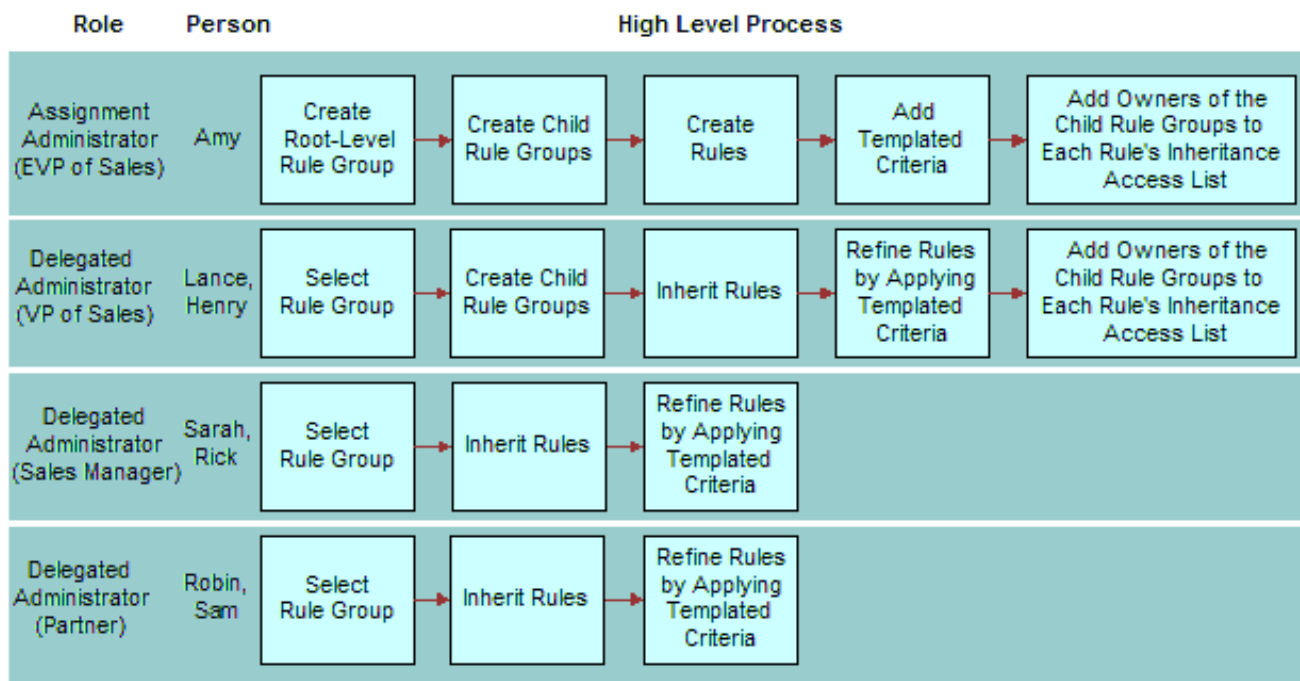 Role
Person
High Level Process
Assignment
Administrator
(EVP of Sales)
Amy
Create
Root-Level
Rule Group
Create Child
Rule Groups
Create
Rules
Add
Templated
Criteria
Add Owners of the
Child Rule Groups to
Each Rule's Inheritance
Access List
Delegated
Administrator
(VP of Sales)
Lance,
Henry
Select
Rule Group
Create Child
Rule Groups
Inherit Rules
Refine Rules
by Applying
Templated
Criteria
Add Owners of the
Child Rule Groups to
Each Rule's Inheritance
Access List
Delegated
Administrator
(Sales Manager)
Sarah,
Rick
Select
Rule Group
Inherit Rules
Refine Rules
by Applying
Templated
Criteria
Delegated
Administrator
(Partner)
Robin,
Sam
Select
Rule Group
Inherit Rules
Refine Rules
by Applying
Templated
Criteria